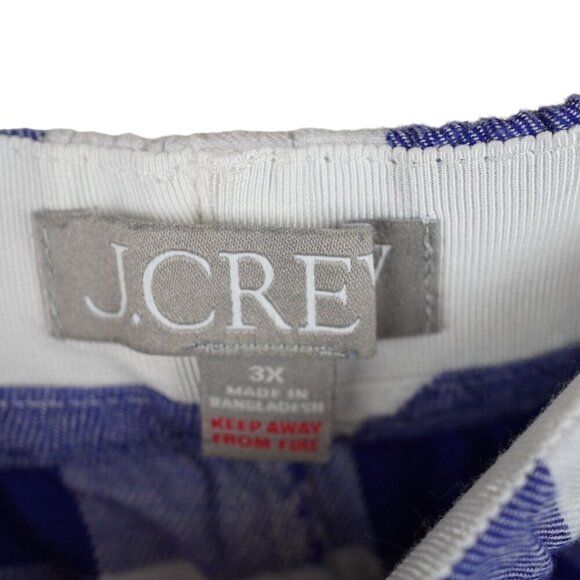 J.CREW
3X
MADE IN
BANGLADESH
KEEP AWAY
FROM FIRE